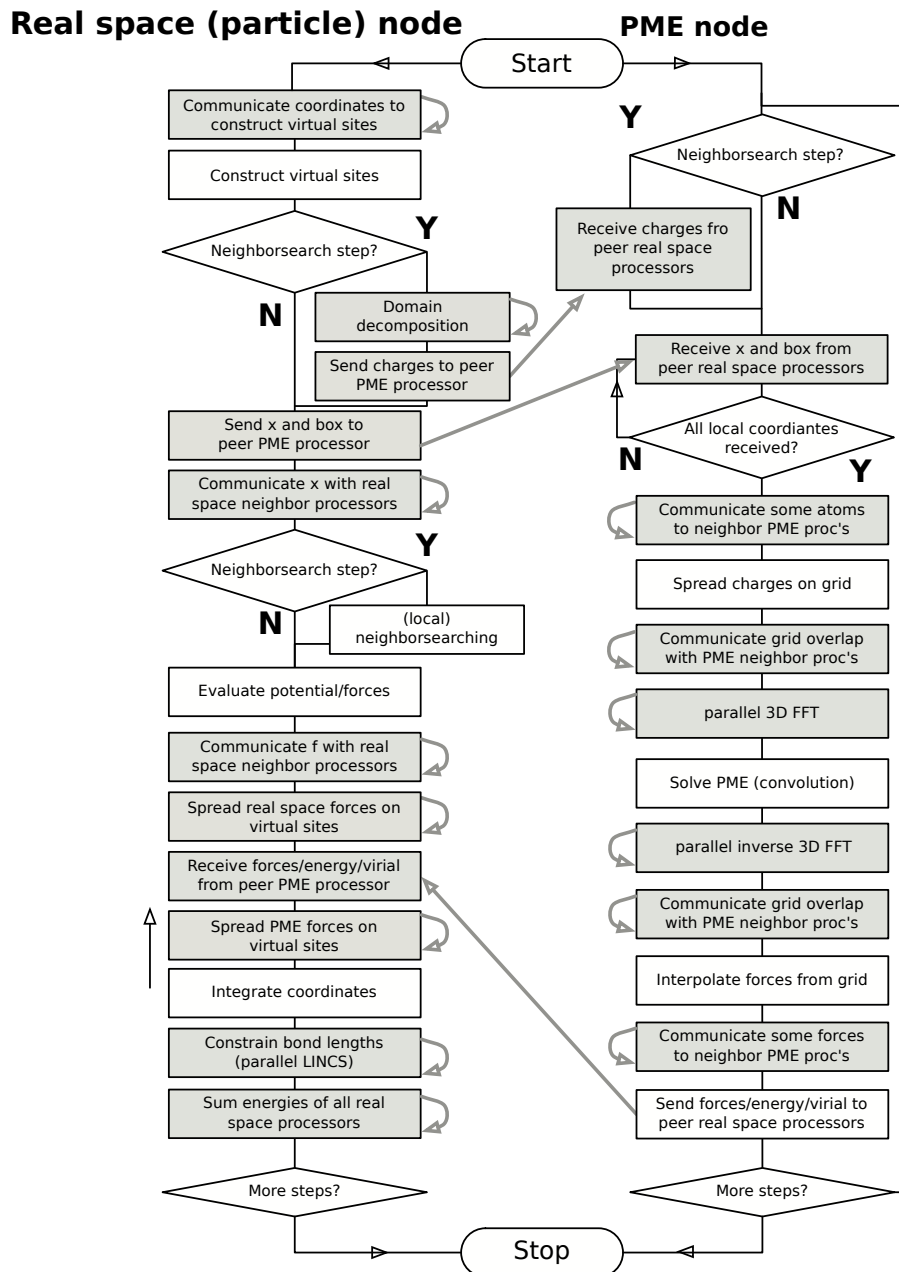 Real space (particle) node
PME node
Start
Communicate coordinates to
construct virtual sites
Construct virtual sites
Neighborsearch step?
Y
N
Domain
decomposition
Send charges to peer
PME processor
Send x and box to
peer PME processor
Communicate x with real
space neighbor processors
Neighborsearch step?
Y
N
(local)
neighborsearching
Evaluate potential/forces
Communicate f with real
space neighbor processors
Spread real space forces on
virtual sites
Receive forces/energy/virial
from peer PME processor
Spread PME forces on
virtual sites
Integrate coordinates
Constrain bond lengths
(parallel LINCS)
Sum energies of all real
space processors
More steps?
Y
Neighborsearch step?
N
Receive charges fro
peer real space
processors
Receive x and box from
peer real space processors
All local coordiantes
received?
N
Y
Communicate some atoms
to neighbor PME proc's
Spread charges on grid
Communicate grid overlap
with PME neighbor proc's
parallel 3D FFT
Solve PME (convolution)
parallel inverse 3D FFT
Communicate grid overlap
with PME neighbor proc's
Interpolate forces from grid
Communicate some forces
to neighbor PME proc's
Send forces/energy/virial to
peer real space processors
More steps?
Stop